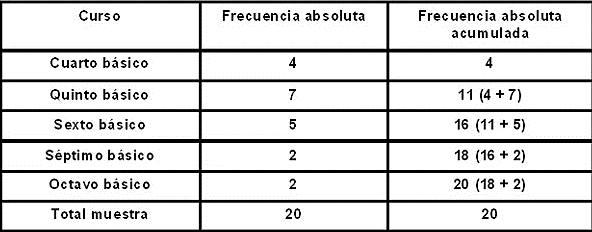 Curso Frecuencia absoluta Frecuencia absoluta
acumulada
Cuarto básico 4 4
Quinto básico 7 11 (4 + 7)
Sexto básico 5 16 (11 + 5)
Séptimo básico 2 18 (16 + 2)
Octavo básico 2 20 (18 + 2)
Total muestra 20 20